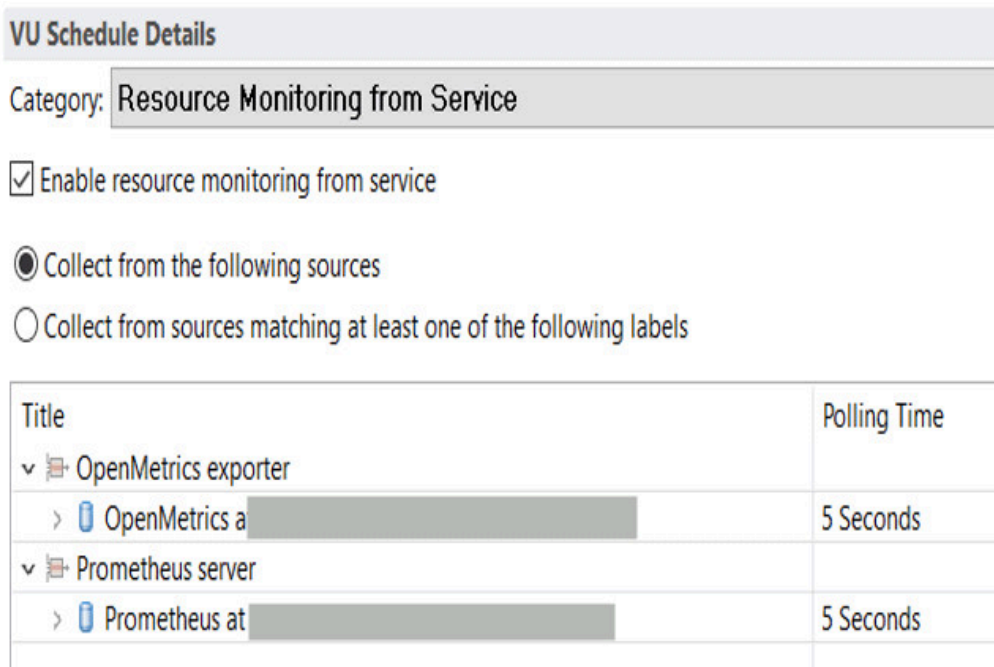 VU Schedule Details
Category: Resource Monitoring from Service
Enable resource monitoring from service
Collect from the following sources
Collect from sources matching at least one of the following labels
Title Polling Time
OpenMetrics exporter
OpenMetrics a 5 Seconds
Prometheus server
Prometheus at 5 Seconds